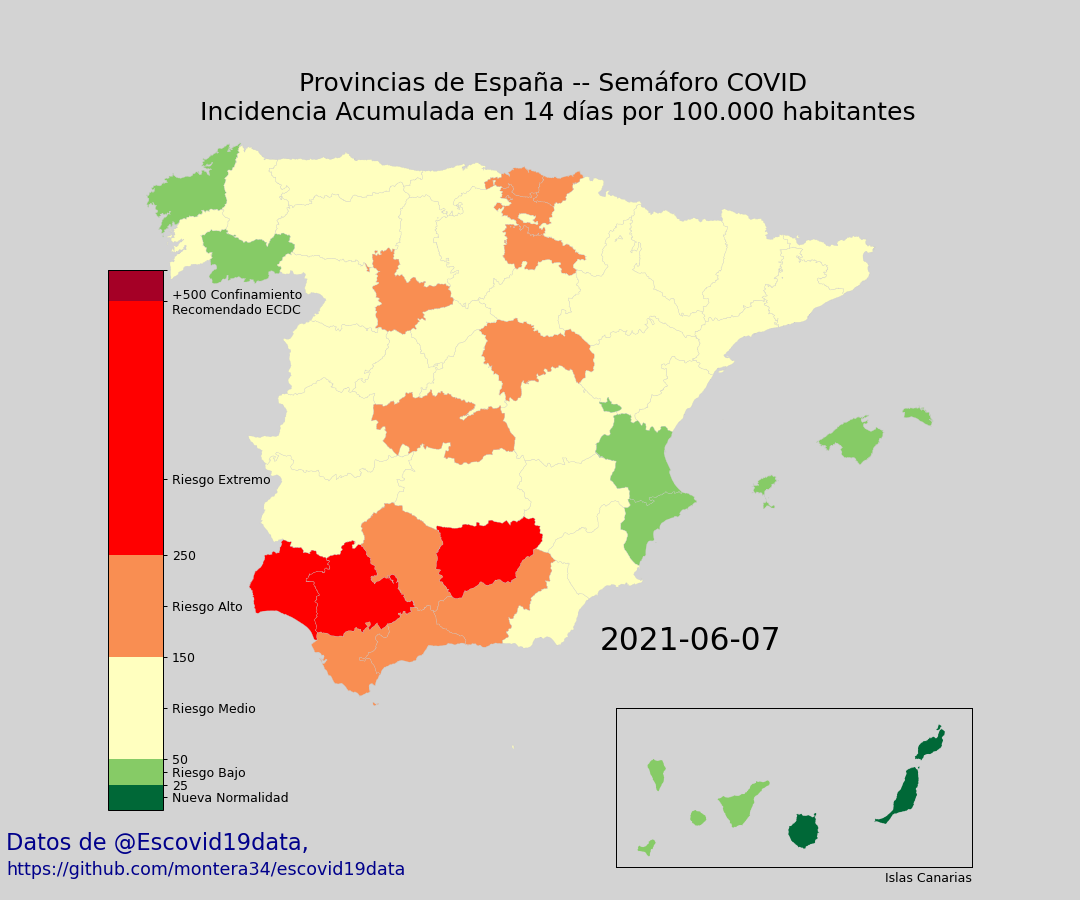 Provincias de España -- Semáforo COVID
Incidencia Acumulada en 14 días por 100.000 habitantes
+500 Confinamiento
Recomendado ECDC
Riesgo Extremo
250
Riesgo Alto
150
Riesgo Medio
50
Riesgo Bajo
25
Nueva Normalidad
2021-06-07
Islas Canarias
Datos de @Escovid19data,
https://github.com/montera34/escovid19data